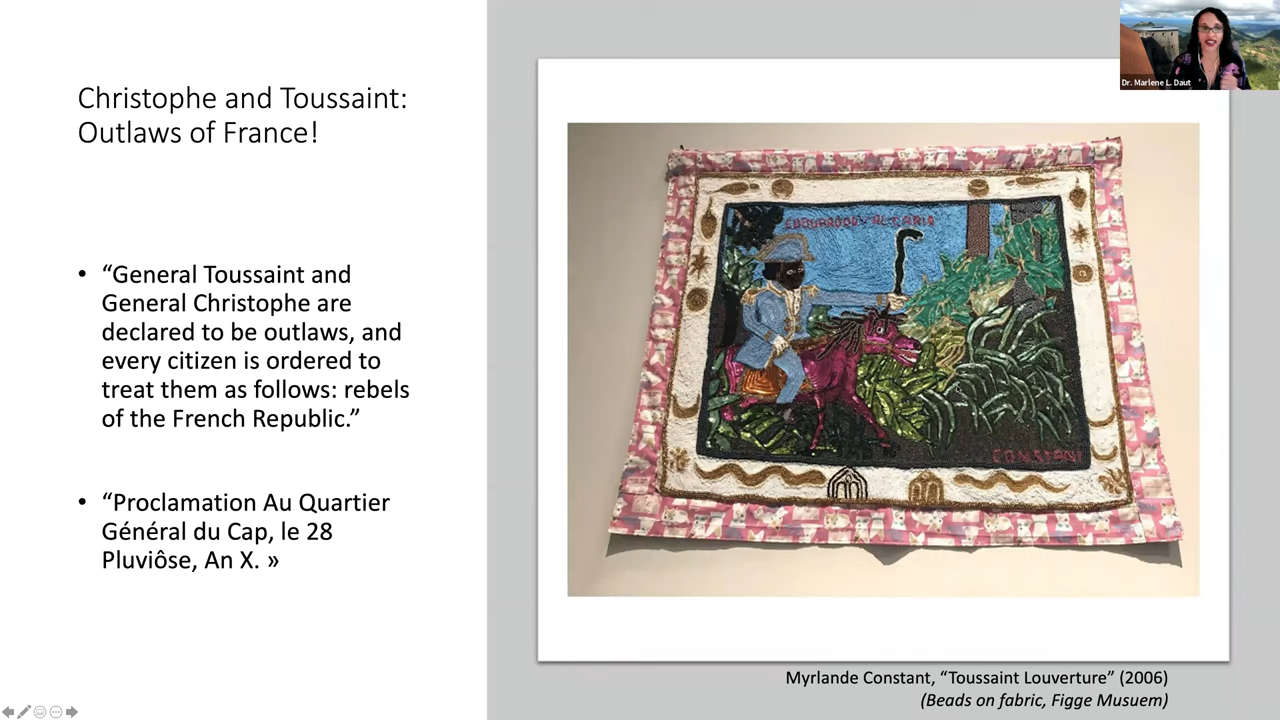 Dr. Marlene L. Daut
Christophe and Toussaint:
Outlaws of France!
• “General Toussaint and
General Christophe are
declared to be outlaws, and
every citizen is ordered to
treat them as follows: rebels
of the French Republic.”
• “Proclamation Au Quartier
Général du Cap, le 28
Pluviôse, An X. »
CONSTANT
Myrlande Constant, “Toussaint Louverture” (2006)
(Beads on fabric, Figge Musuem)